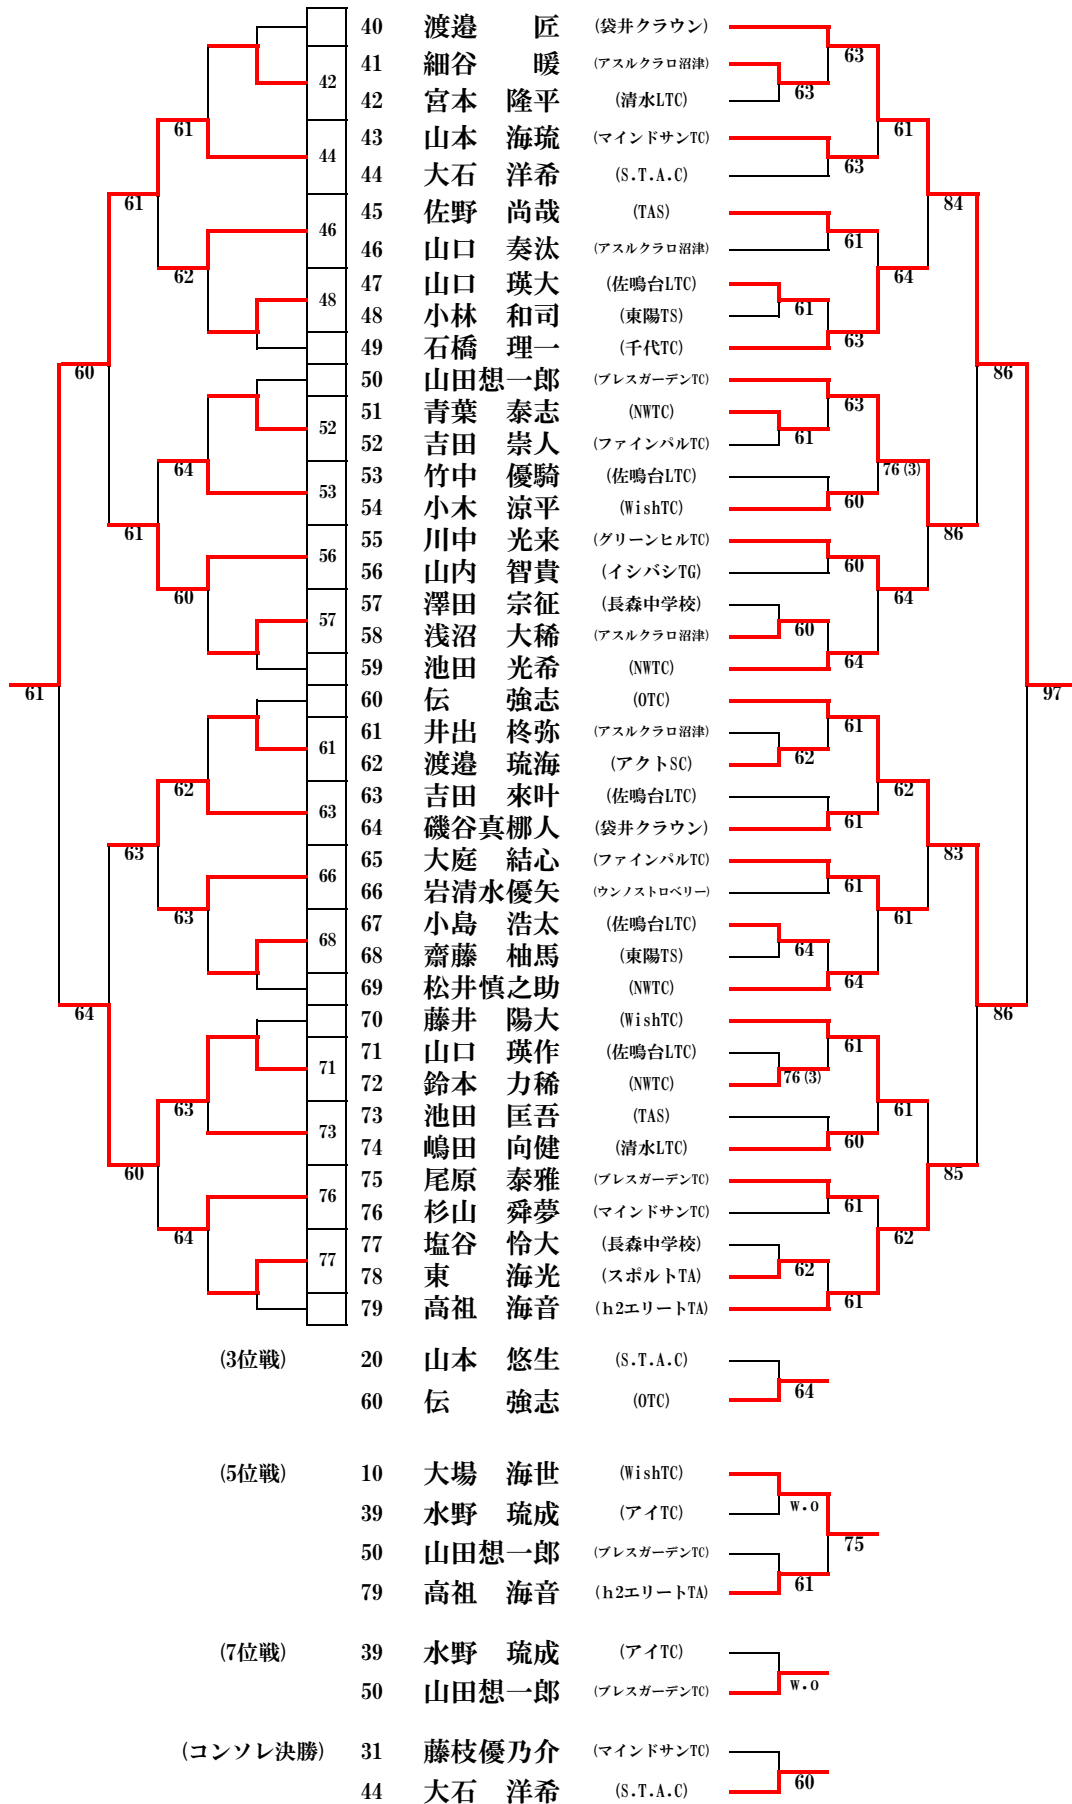 40 渡邉 匠 (袋井クラウン)
41 細谷 暖 (アスルクラロ沼津) 63
42 42 宮本 隆平 (清水LTC) 63
61 43 山本 海琉 (マインドサンTC) 61
44 44 大石 洋希 (S.T.A.C) 63
61 45 佐野 尚哉 (TAS) 84
46 46 山口 奏汰 (アスルクラロ沼津) 61
62 47 山口 瑛大 (佐鳴台LTC) 64
48 48 小林 和司 (東陽TS) 61
49 石橋 理一 (千代TC) 63
60 50 山田想一郎 (ブレスガーデンTC) 86
51 青葉 泰志 (NWTC) 63
52 52 吉田 崇人 (ファインパルTC) 61
64 53 竹中 優騎 (佐鳴台LTC) 76(3)
53 54 小木 涼平 (WishTC) 60
61 55 川中 光来 (グリーンヒルTC) 86
56 56 山内 智貴 (イシバシTG) 60
60 57 澤田 宗征 (長森中学校) 64
57 58 浅沼 大稀 (アスルクラロ沼津) 60
59 池田 光希 (NWTC) 64
61 60 伝 強志 (OTC) 97
61 井出 柊弥 (アスルクラロ沼津) 61
61 62 渡邉 琉海 (アクトSC) 62
62 63 吉田 來叶 (佐鳴台LTC) 62
63 64 磯谷真梛人 (袋井クラウン) 61
63 65 大庭 結心 (ファインパルTC) 83
66 66 岩清水優矢 (ウンノストロベリー) 61
63 67 小島 浩太 (佐鳴台LTC) 61
68 68 齋藤 柚馬 (東陽TS) 64
69 松井慎之助 (NWTC) 64
64 70 藤井 陽大 (WishTC) 86
71 山口 瑛作 (佐鳴台LTC) 61
71 72 鈴本 力稀 (NWTC) 76(3)
63 73 池田 匡吾 (TAS) 61
73 74 嶋田 向健 (清水LTC) 60
60 75 尾原 泰雅 (ブレスガーデンTC) 85
76 76 杉山 舜夢 (マインドサンTC) 61
64 77 塩谷 怜大 (長森中学校) 62
77 78 東 海光 (スポルトTA) 62
79 高祖 海音 (h2エリートTA) 61
(3位戦) 20 山本 悠生 (S.T.A.C)
60 伝 強志 (OTC) 64
(5位戦) 10 大場 海世 (WishTC)
39 水野 琉成 (アイTC) w.o
50 山田想一郎 (ブレスガーデンTC) 75
79 高祖 海音 (h2エリートTA) 61
(7位戦) 39 水野 琉成 (アイTC)
50 山田想一郎 (ブレスガーデンTC) w.o
(コンソレ決勝) 31 藤枝優乃介 (マインドサンTC)
44 大石 洋希 (S.T.A.C) 60